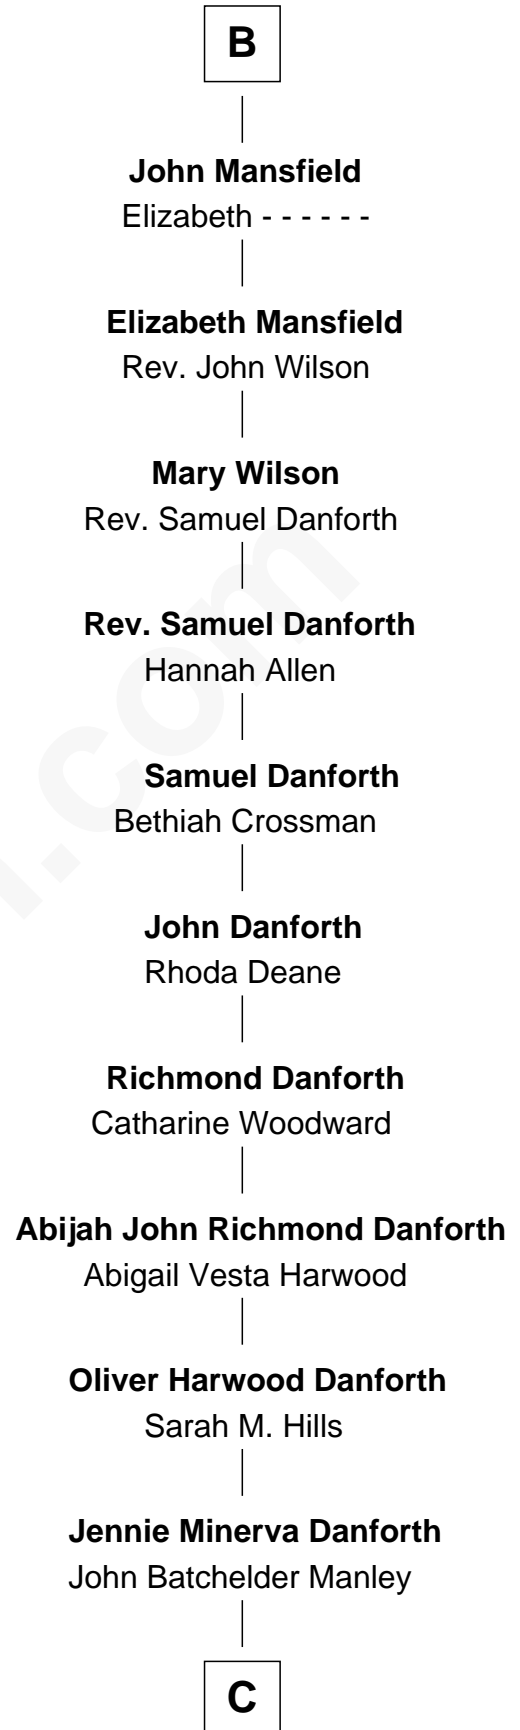 B
John Mansfield
Elizabeth - - - - - -
Elizabeth Mansfield
Rev. John Wilson
Mary Wilson
Rev. Samuel Danforth
Rev. Samuel Danforth
Hannah Allen
Samuel Danforth
Bethiah Crossman
John Danforth
Rhoda Deane
Richmond Danforth
Catharine Woodward
Abijah John Richmond Danforth
Abigail Vesta Harwood
Oliver Harwood Danforth
Sarah M. Hills
Jennie Minerva Danforth
John Batchelder Manley
C